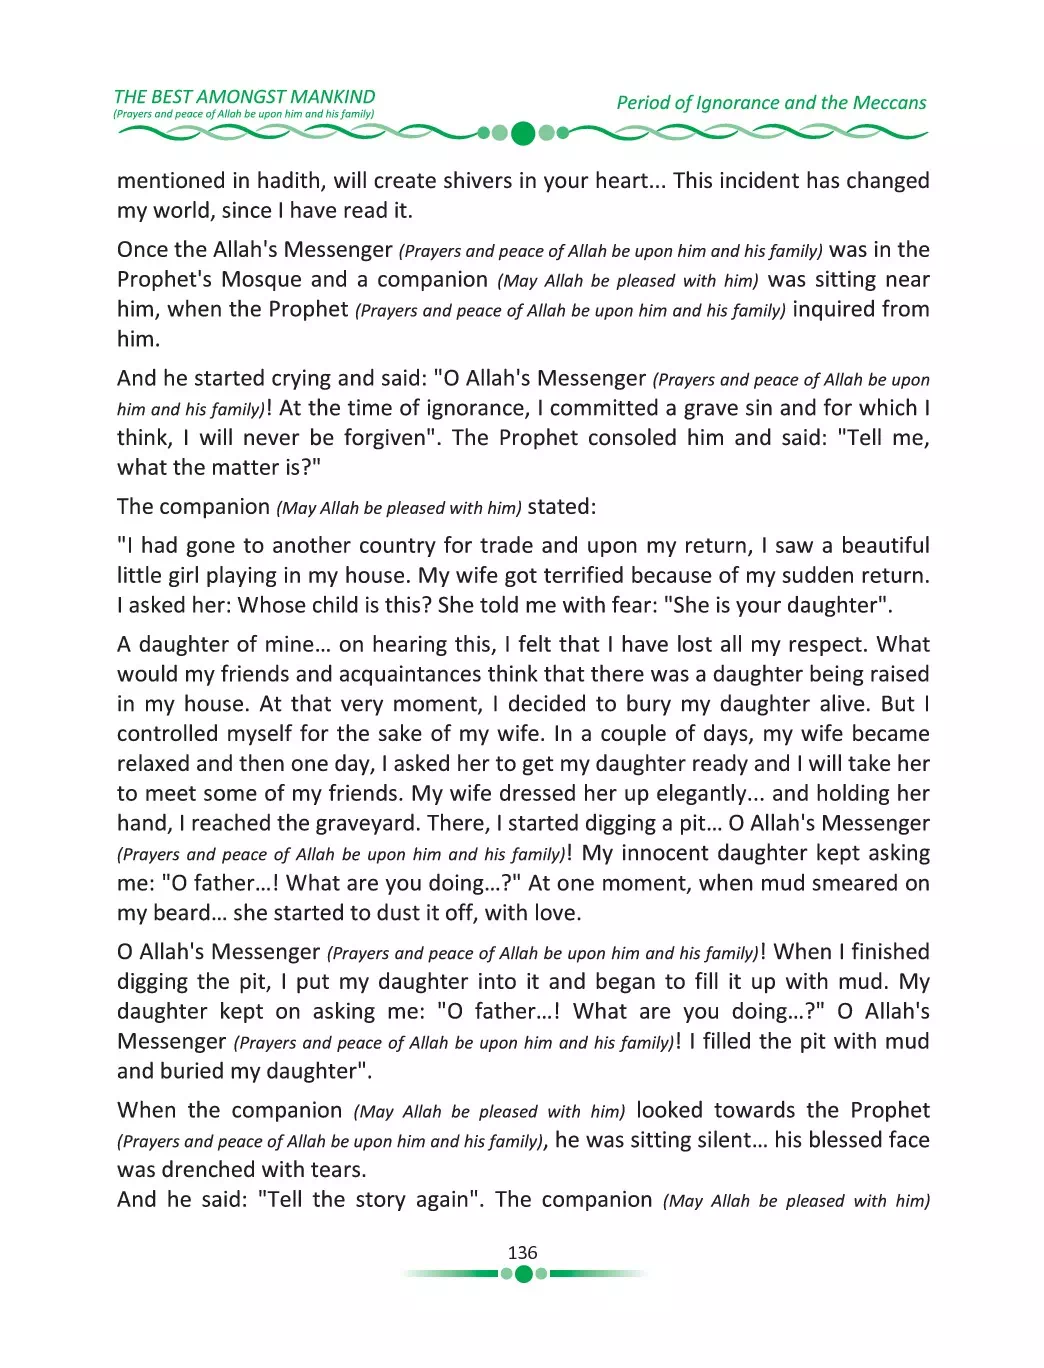 THE BEST AMONGST MANKIND
(Prayers and peace of Allah be upon him and his family)
Period of Ignorance and the Meccans
mentioned in hadith, will create shivers in your heart... This incident has changed
my world, since I have read it.
Once the Allah's Messenger (Prayers and peace of Allah be upon him and his family) was in the
Prophet's Mosque and a companion (May Allah be pleased with him) was sitting near
him, when the Prophet (Prayers and peace of Allah be upon him and his family) inquired from
him.
And he started crying and said: "O Allah's Messenger (Prayers and peace of Allah be upon
him and his family)! At the time of ignorance, I committed a grave sin and for which I
think, I will never be forgiven". The Prophet consoled him and said: "Tell me,
what the matter is?"
The companion (May Allah be pleased with him) stated:
"I had gone to another country for trade and upon my return, I saw a beautiful
little girl playing in my house. My wife got terrified because of my sudden return.
I asked her: Whose child is this? She told me with fear: "She is your daughter".
A daughter of mine… on hearing this, I felt that I have lost all my respect. What
would my friends and acquaintances think that there was a daughter being raised
in my house. At that very moment, I decided to bury my daughter alive. But I
controlled myself for the sake of my wife. In a couple of days, my wife became
relaxed and then one day, I asked her to get my daughter ready and I will take her
to meet some of my friends. My wife dressed her up elegantly... and holding her
hand, I reached the graveyard. There, I started digging a pit… O Allah's Messenger
(Prayers and peace of Allah be upon him and his family)! My innocent daughter kept asking
me: "O father…! What are you doing…?" At one moment, when mud smeared on
my beard… she started to dust it off, with love.
O Allah's Messenger (Prayers and peace of Allah be upon him and his family)! When I finished
digging the pit, I put my daughter into it and began to fill it up with mud. My
daughter kept on asking me: "O father…! What are you doing…?" O Allah's
Messenger (Prayers and peace of Allah be upon him and his family)! I filled the pit with mud
and buried my daughter".
When the companion (May Allah be pleased with him) looked towards the Prophet
(Prayers and peace of Allah be upon him and his family), he was sitting silent… his blessed face
was drenched with tears.
And he said: "Tell the story again". The companion (May Allah be pleased with him)
136